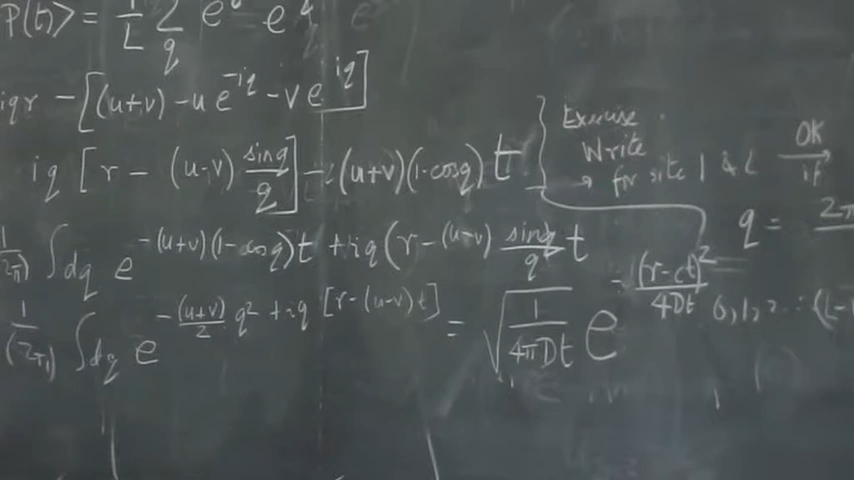 P(t)> = 1/L Σ_q e e
iqr - [(u+v) - u e^{-iq} - v e^{iq}]
iq [r - (u-v) sinq/q] - (u+v)(1-cosq) t
Exercise
Write
→ for site 1 & L
OK
if
1/(2π) ∫dq e^{-(u+v)(1-cosq)t + iq(r-(u-v) sinq/q t}
q = 2π
0,1,2...(L-1
1/(2π) ∫dq e^{-(u+v)/2 q² + iq [r-(u-v)t]} = √(1/4πDt) e^{-(r-ct)²/4Dt}